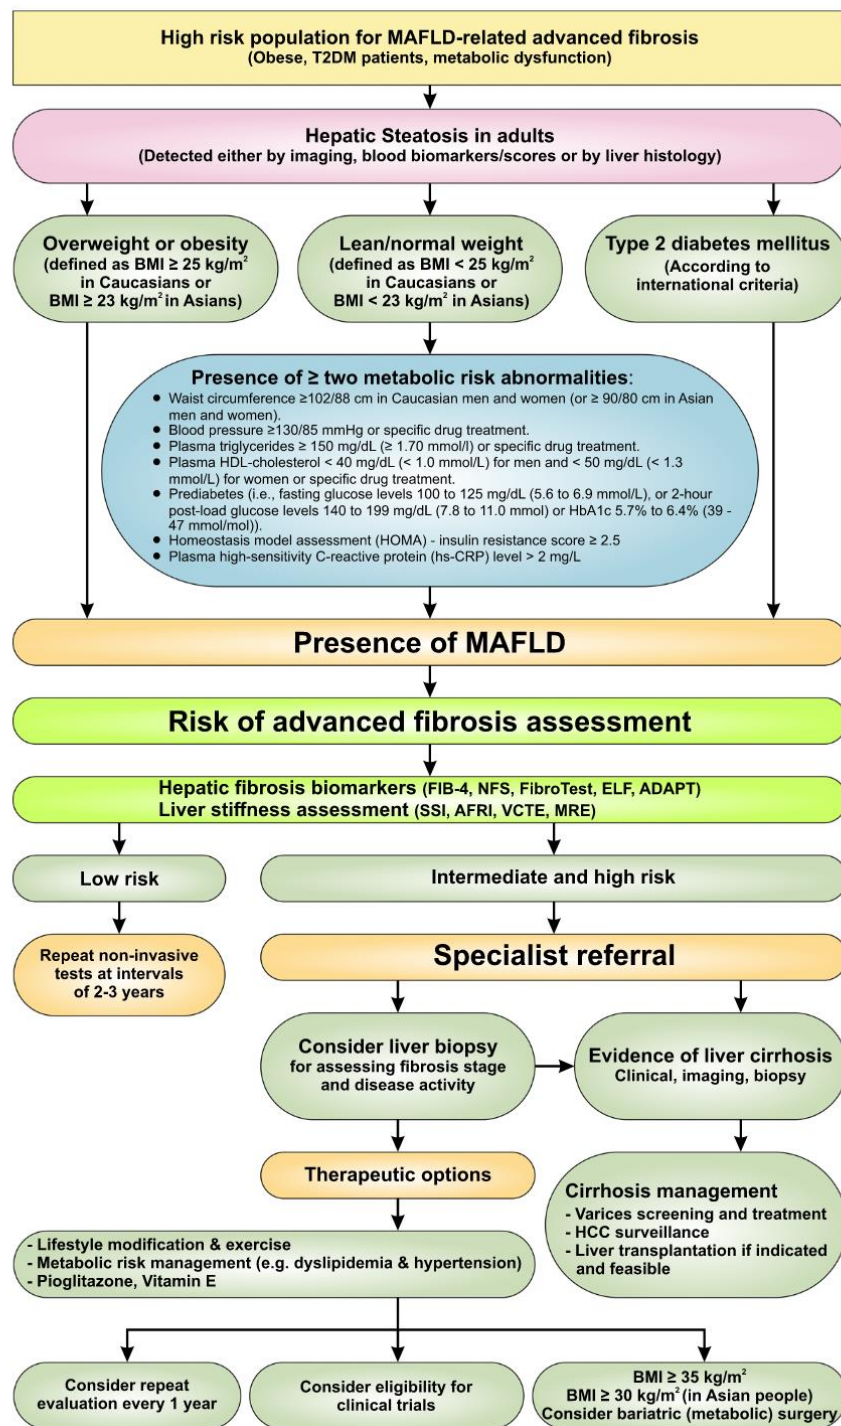 High risk population for MAFLD-related advanced fibrosis
(Obese, T2DM patients, metabolic dysfunction)
Hepatic Steatosis in adults
(Detected either by imaging, blood biomarkers/scores or by liver histology)
Overweight or obesity
(defined as BMI ≥ 25 kg/m²
in Caucasians or
BMI ≥ 23 kg/m² in Asians)
Lean/normal weight
(defined as BMI < 25 kg/m²
in Caucasians or
BMI < 23 kg/m² in Asians)
Type 2 diabetes mellitus
(According to
international criteria)
Presence of ≥ two metabolic risk abnormalities:
● Waist circumference ≥102/88 cm in Caucasian men and women (or ≥ 90/80 cm in Asian
men and women).
● Blood pressure ≥130/85 mmHg or specific drug treatment.
● Plasma triglycerides ≥ 150 mg/dL (≥ 1.70 mmol/l) or specific drug treatment.
● Plasma HDL-cholesterol < 40 mg/dL (< 1.0 mmol/L) for men and < 50 mg/dL (< 1.3
mmol/L) for women or specific drug treatment.
● Prediabetes (i.e., fasting glucose levels 100 to 125 mg/dL (5.6 to 6.9 mmol/L), or 2-hour
post-load glucose levels 140 to 199 mg/dL (7.8 to 11.0 mmol) or HbA1c 5.7% to 6.4% (39 -
47 mmol/mol)).
● Homeostasis model assessment (HOMA) - insulin resistance score ≥ 2.5
● Plasma high-sensitivity C-reactive protein (hs-CRP) level > 2 mg/L
Presence of MAFLD
Risk of advanced fibrosis assessment
Hepatic fibrosis biomarkers (FIB-4, NFS, FibroTest, ELF, ADAPT)
Liver stiffness assessment (SSI, AFRI, VCTE, MRE)
Low risk
Intermediate and high risk
Repeat non-invasive
tests at intervals
of 2-3 years
Specialist referral
Consider liver biopsy
for assessing fibrosis stage
and disease activity
Evidence of liver cirrhosis
Clinical, imaging, biopsy
Therapeutic options
Cirrhosis management
- Varices screening and treatment
- HCC surveillance
- Liver transplantation if indicated
and feasible
- Lifestyle modification & exercise
- Metabolic risk management (e.g. dyslipidemia & hypertension)
- Pioglitazone, Vitamin E
Consider repeat
evaluation every 1 year
Consider eligibility for
clinical trials
BMI ≥ 35 kg/m²
BMI ≥ 30 kg/m² (in Asian people)
Consider bariatric (metabolic) surgery